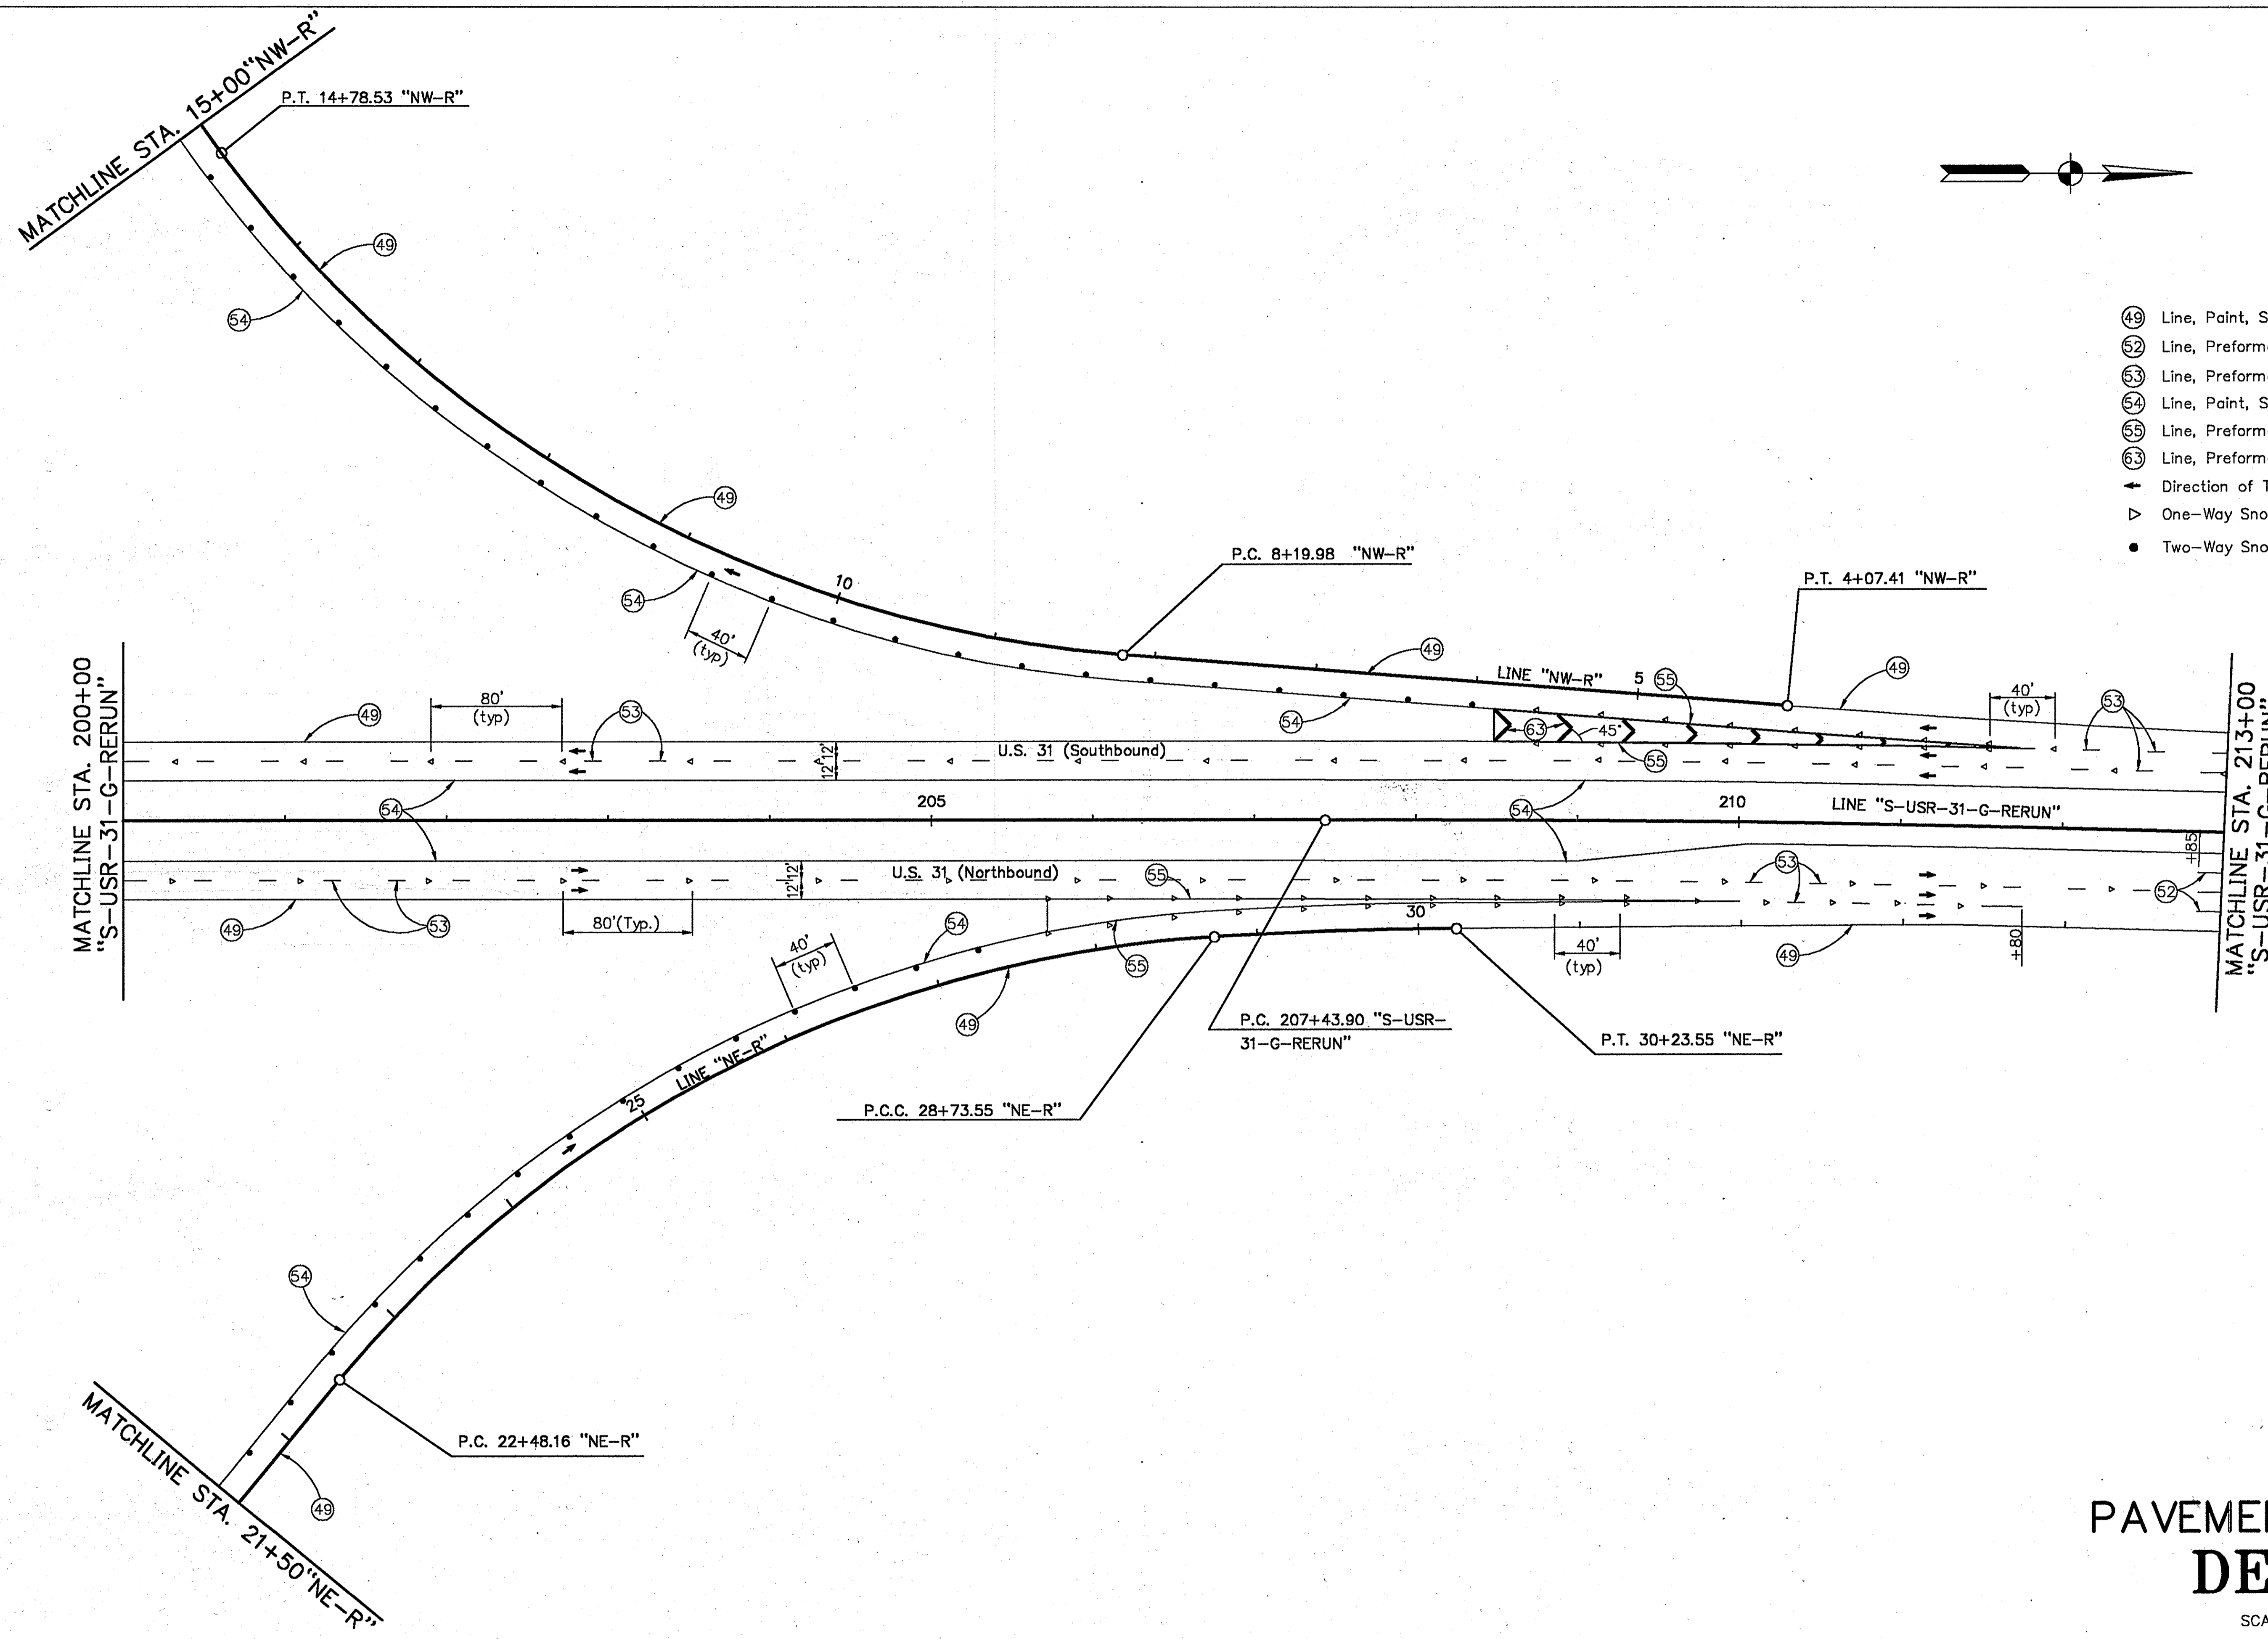 MATCHLINE STA. 15+00 "NW-R"
P.T. 14+78.53 "NW-R"
49
54
49
54
40'
(typ)
10
P.C. 8+19.98 "NW-R"
P.T. 4+07.41 "NW-R"
49 Line, Paint, S
52 Line, Preform
53 Line, Preform
54 Line, Paint, S
55 Line, Preform
63 Line, Preform
Direction of T
One-Way Sno
Two-Way Sno
MATCHLINE STA. 200+00
"S-USR-31-G-RERUN"
49
80'
(typ)
53
12' 12'
U.S. 31 (Southbound)
54
49
LINE "NW-R"
5
55
49
63
45°
55
40'
(typ)
53
54
205
54
210
LINE "S-USR-31-G-RERUN"
+85
MATCHLINE STA. 213+00
"S-USR-31-G-RERUN"
49
53
80'(Typ.)
12' 12'
U.S. 31 (Northbound)
55
53
52
54
55
30
40'
(typ)
49
+80
40'
(typ)
49
P.C. 207+43.90 "S-USR-
31-G-RERUN"
P.T. 30+23.55 "NE-R"
LINE "NE-R"
25
P.C.C. 28+73.55 "NE-R"
54
P.C. 22+48.16 "NE-R"
49
MATCHLINE STA. 21+50 "NE-R"
PAVEME
DE
SCA